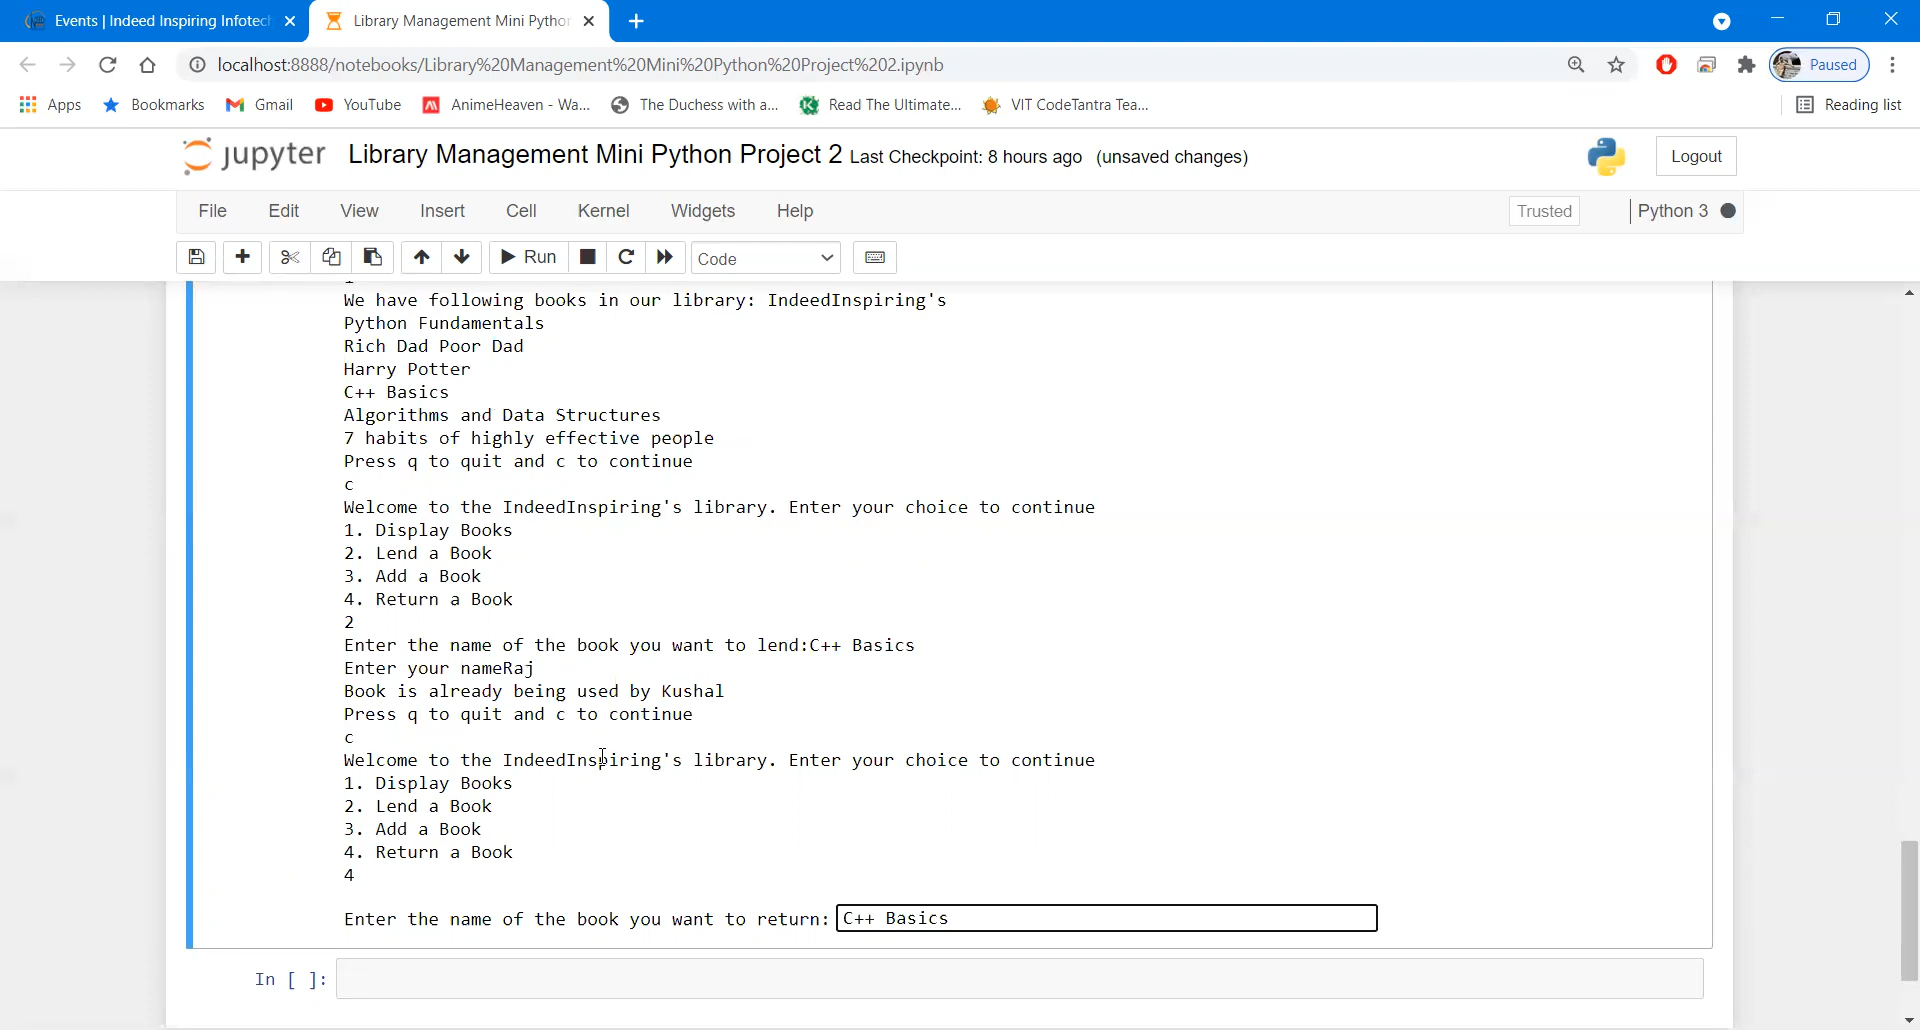 Events | Indeed Inspiring Infotech
Library Management Mini Python
localhost:8888/notebooks/Library%20Management%20Mini%20Python%20Project%202.ipynb
Paused
Apps
Bookmarks
Gmail
YouTube
AnimeHeaven - Wa...
The Duchess with a...
Read The Ultimate...
VIT CodeTantra Tea...
Reading list
jupyter
Library Management Mini Python Project 2 Last Checkpoint: 8 hours ago (unsaved changes)
Logout
File Edit View Insert Cell Kernel Widgets Help
Trusted
Python 3
Run
Code
We have following books in our library: IndeedInspiring's
Python Fundamentals
Rich Dad Poor Dad
Harry Potter
C++ Basics
Algorithms and Data Structures
7 habits of highly effective people
Press q to quit and c to continue
c
Welcome to the IndeedInspiring's library. Enter your choice to continue
1. Display Books
2. Lend a Book
3. Add a Book
4. Return a Book
2
Enter the name of the book you want to lend:C++ Basics
Enter your nameRaj
Book is already being used by Kushal
Press q to quit and c to continue
c
Welcome to the IndeedInspiring's library. Enter your choice to continue
1. Display Books
2. Lend a Book
3. Add a Book
4. Return a Book
4
Enter the name of the book you want to return: C++ Basics
In [ ]: